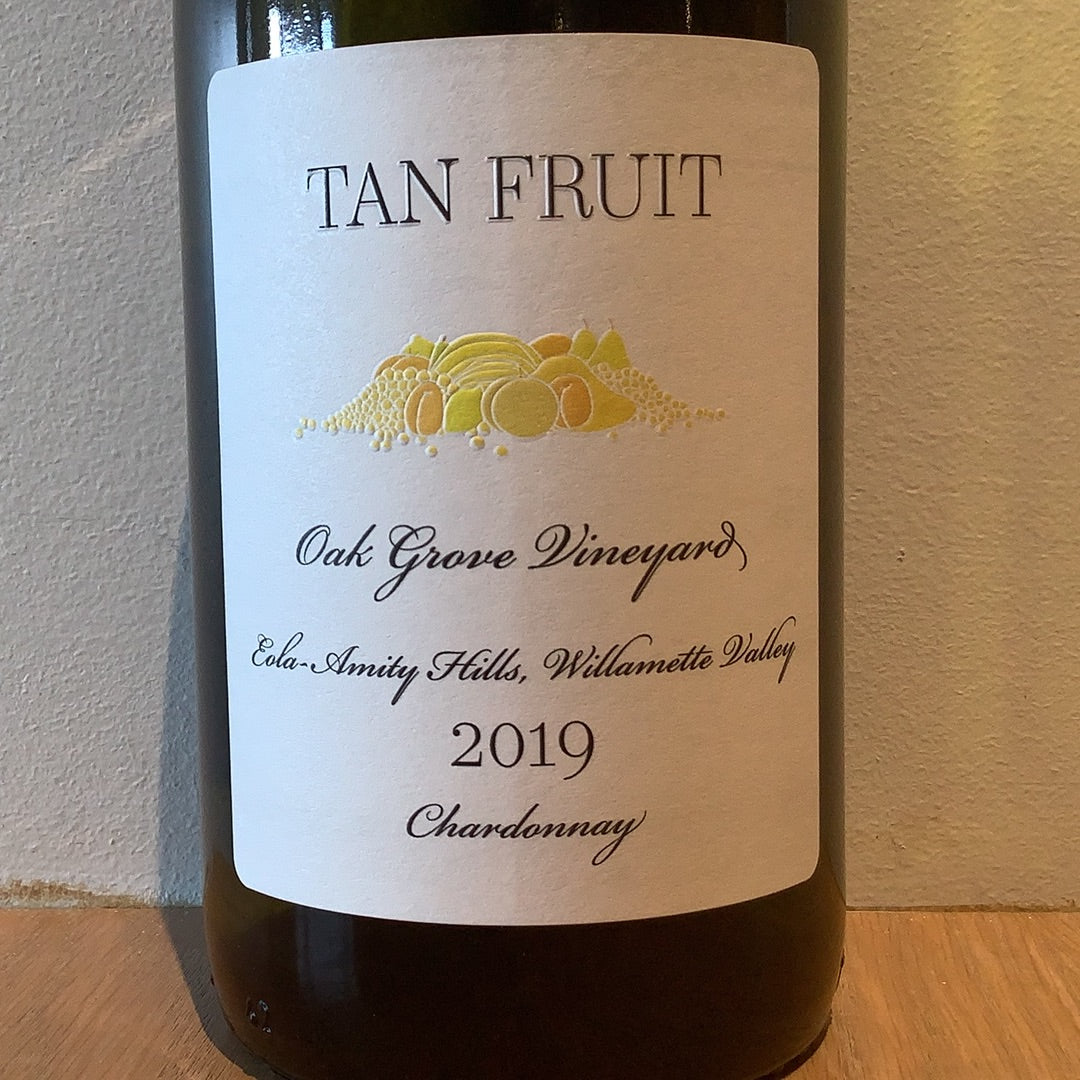 TAN FRUIT
Oak Grove Vineyard
Eola-Amity Hills, Willamette Valley
2019
Chardonnay